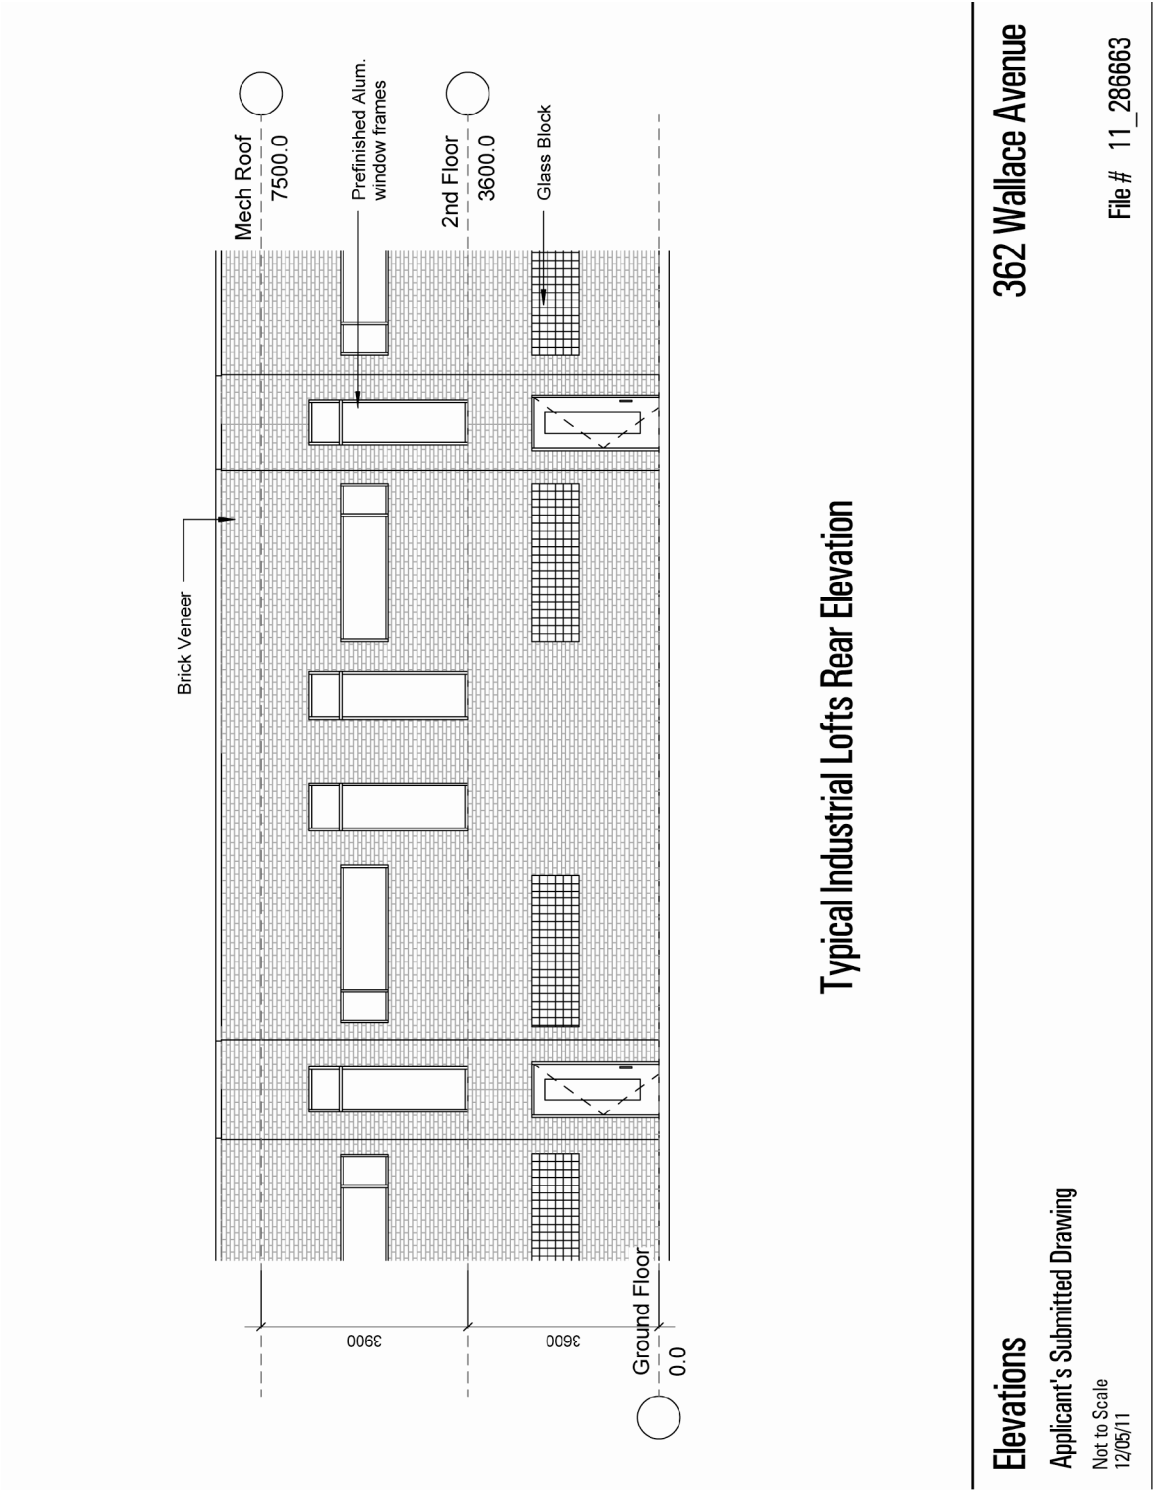 Brick Veneer
Mech Roof
7500.0
Prefinished Alum.
window frames
2nd Floor
3600.0
Glass Block
3900
3600
Ground Floor
0.0
Typical Industrial Lofts Rear Elevation
Elevations
Applicant's Submitted Drawing
Not to Scale
12/05/11
362 Wallace Avenue
File # 11_286663